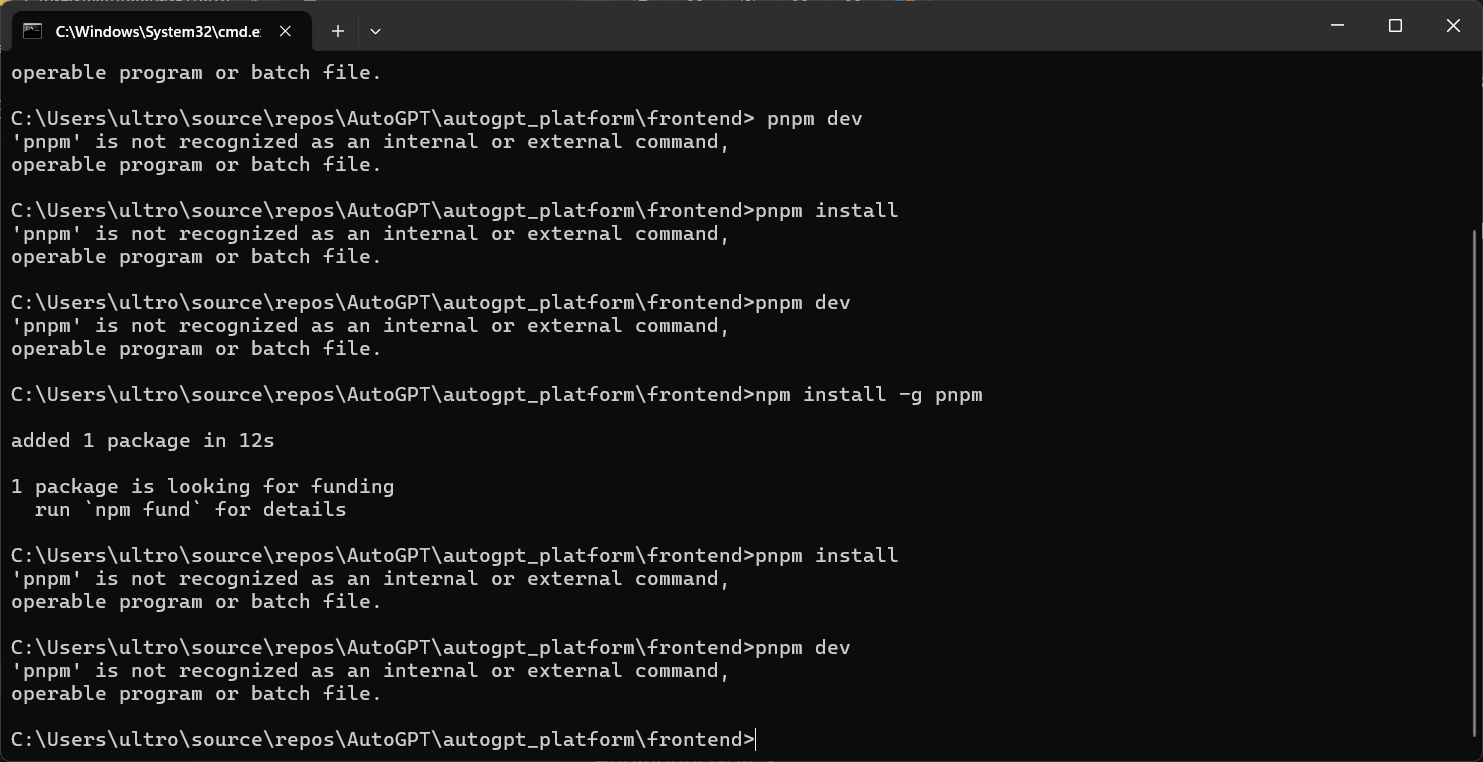 C:\Windows\System32\cmd.e
operable program or batch file.
C:\Users\ultro\source\repos\AutoGPT\autogpt_platform\frontend> pnpm dev
'pnpm' is not recognized as an internal or external command,
operable program or batch file.
C:\Users\ultro\source\repos\AutoGPT\autogpt_platform\frontend>pnpm install
'pnpm' is not recognized as an internal or external command,
operable program or batch file.
C:\Users\ultro\source\repos\AutoGPT\autogpt_platform\frontend>pnpm dev
'pnpm' is not recognized as an internal or external command,
operable program or batch file.
C:\Users\ultro\source\repos\AutoGPT\autogpt_platform\frontend>npm install -g pnpm
added 1 package in 12s
1 package is looking for funding
  run `npm fund` for details
C:\Users\ultro\source\repos\AutoGPT\autogpt_platform\frontend>pnpm install
'pnpm' is not recognized as an internal or external command,
operable program or batch file.
C:\Users\ultro\source\repos\AutoGPT\autogpt_platform\frontend>pnpm dev
'pnpm' is not recognized as an internal or external command,
operable program or batch file.
C:\Users\ultro\source\repos\AutoGPT\autogpt_platform\frontend>